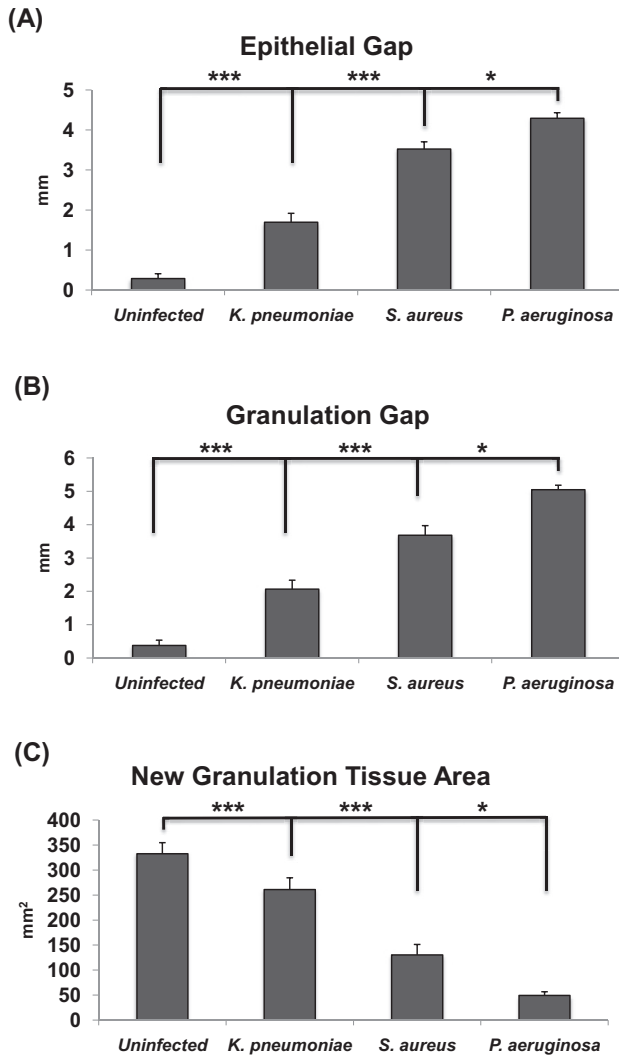 (A)
Epithelial Gap
*** *** *
5
4
3
2
1
0
mm
Uninfected K. pneumoniae S. aureus P. aeruginosa
(B)
Granulation Gap
*** *** *
6
5
4
3
2
1
0
mm
Uninfected K. pneumoniae S. aureus P. aeruginosa
(C)
New Granulation Tissue Area
*** *** *
400
350
300
250
200
150
100
50
0
mm²
Uninfected K. pneumoniae S. aureus P. aeruginosa